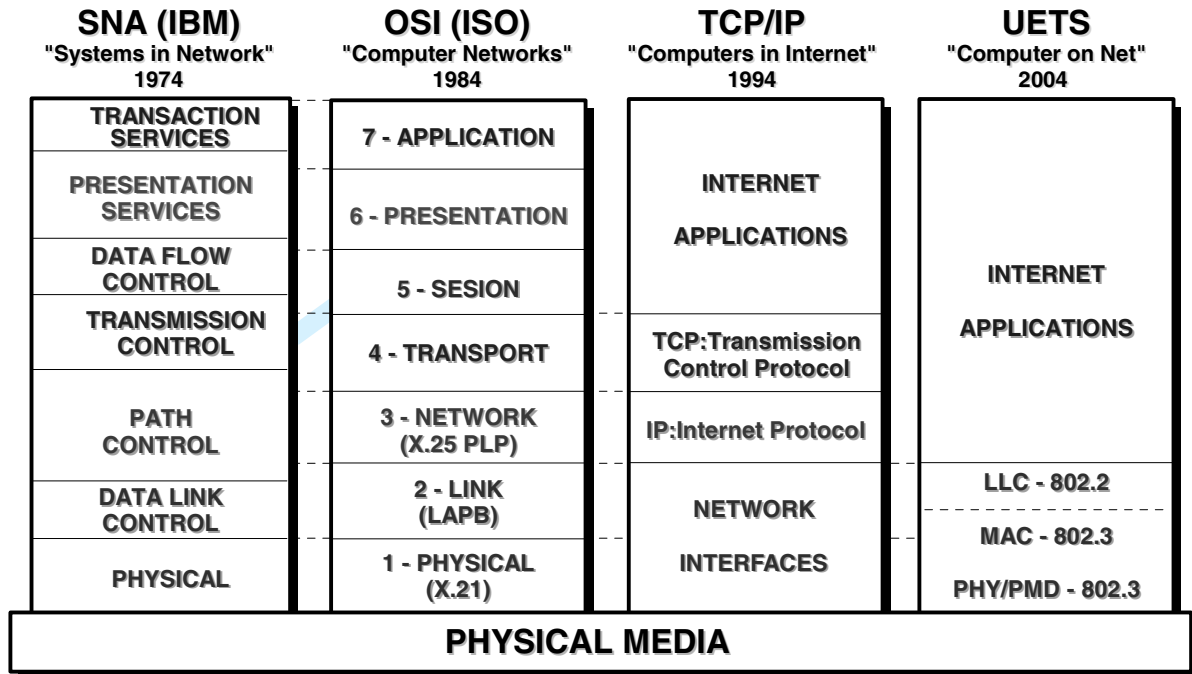 SNA (IBM)
"Systems in Network"
1974
TRANSACTION
SERVICES
PRESENTATION
SERVICES
DATA FLOW
CONTROL
TRANSMISSION
CONTROL
PATH
CONTROL
DATA LINK
CONTROL
PHYSICAL
OSI (ISO)
"Computer Networks"
1984
7 - APPLICATION
6 - PRESENTATION
5 - SESION
4 - TRANSPORT
3 - NETWORK
(X.25 PLP)
2 - LINK
(LAPB)
1 - PHYSICAL
(X.21)
TCP/IP
"Computers in Internet"
1994
INTERNET
APPLICATIONS
TCP:Transmission
Control Protocol
IP:Internet Protocol
NETWORK
INTERFACES
UETS
"Computer on Net"
2004
INTERNET
APPLICATIONS
LLC - 802.2
MAC - 802.3
PHY/PMD - 802.3
PHYSICAL MEDIA